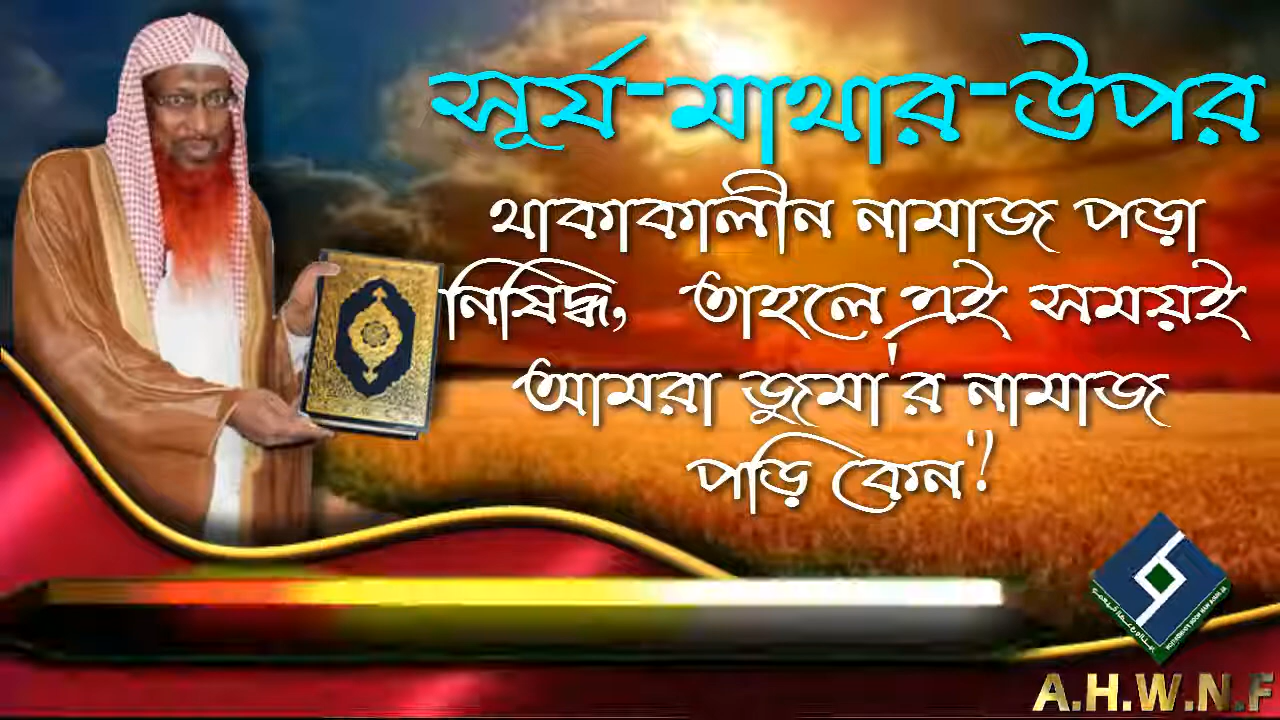 সূর্য-মাথার-উপর
থাকাকালীন নামাজ পড়া
নিষিদ্ধ, তাহলে এই সময়ই
আমরা জুমা'র নামাজ
পড়ি কেন?
A.H.W.N.F